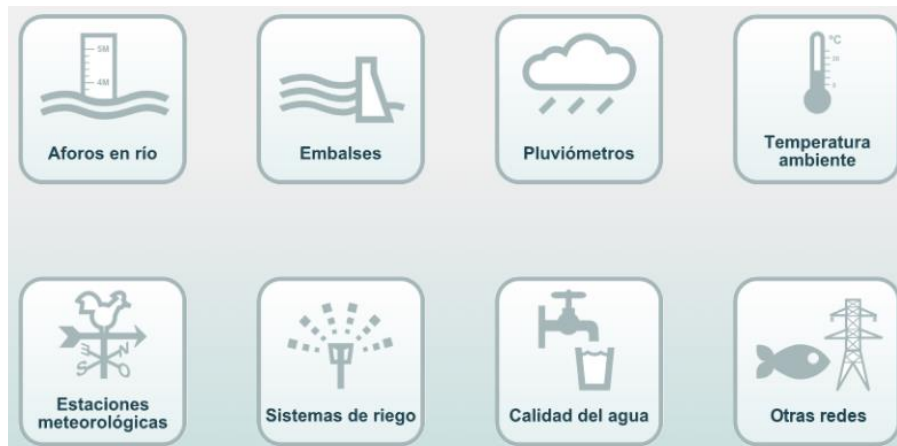 5M
4M
Aforos en río
Embalses
Pluviómetros
°C
Temperatura
ambiente
E N
S O
Estaciones
meteorológicas
Sistemas de riego
Calidad del agua
Otras redes